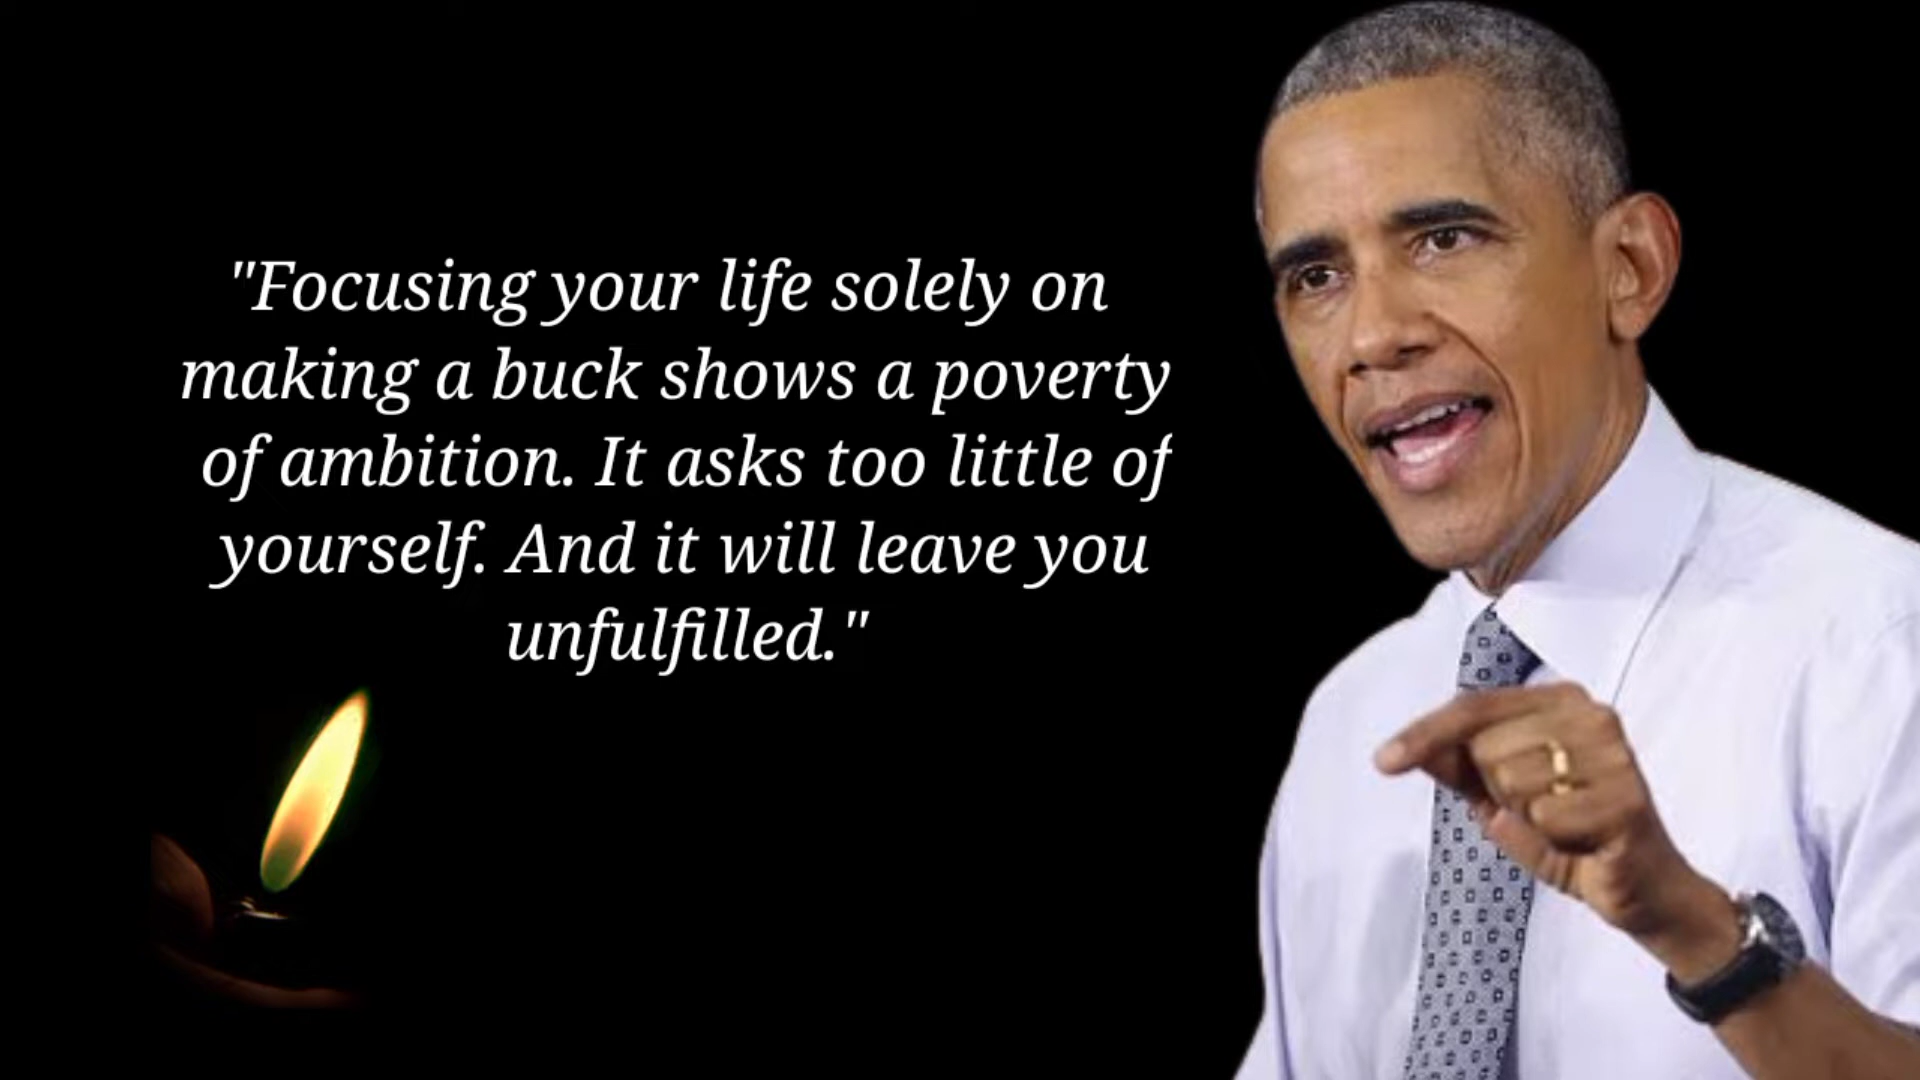 "Focusing your life solely on
making a buck shows a poverty
of ambition. It asks too little of
yourself. And it will leave you
unfulfilled."